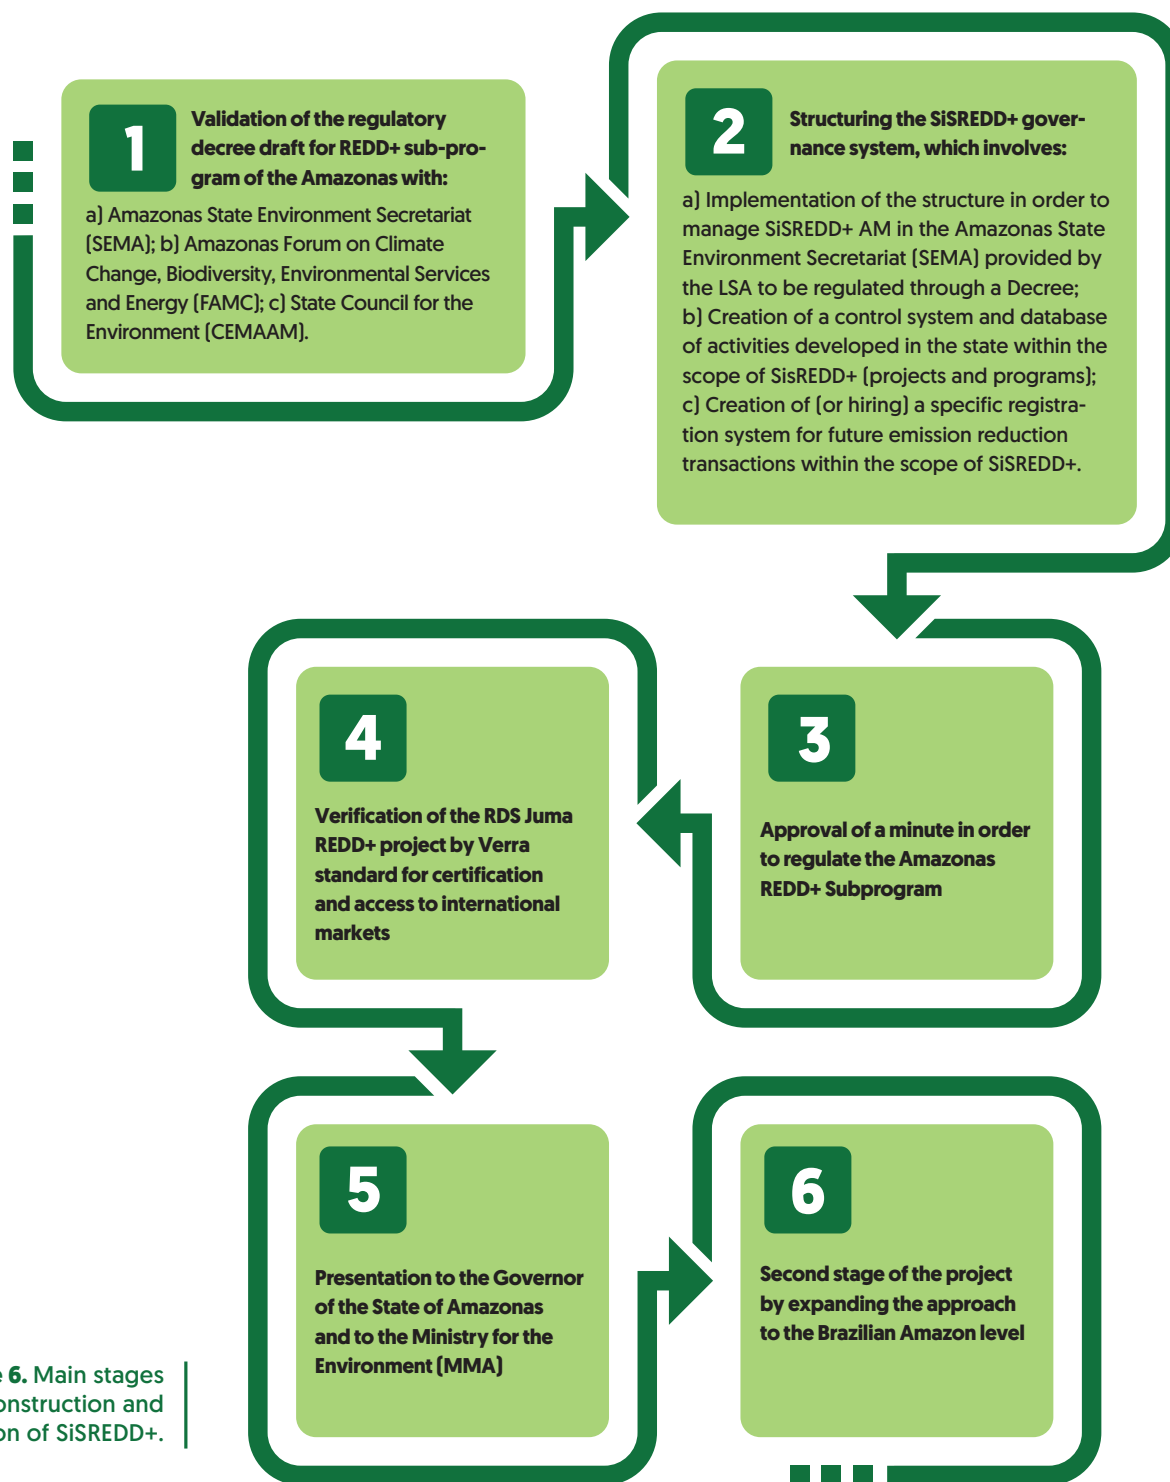 1
Validation of the regulatory
decree draft for REDD+ sub-pro-
gram of the Amazonas with:
a) Amazonas State Environment Secretariat
(SEMA); b) Amazonas Forum on Climate
Change, Biodiversity, Environmental Services
and Energy (FAMC); c) State Council for the
Environment (CEMAAM).
2
Structuring the SiSREDD+ gover-
nance system, which involves:
a) Implementation of the structure in order to
manage SiSREDD+ AM in the Amazonas State
Environment Secretariat (SEMA) provided by
the LSA to be regulated through a Decree;
b) Creation of a control system and database
of activities developed in the state within the
scope of SisREDD+ (projects and programs);
c) Creation of (or hiring) a specific registra-
tion system for future emission reduction
transactions within the scope of SiSREDD+.
3
Approval of a minute in order
to regulate the Amazonas
REDD+ Subprogram
4
Verification of the RDS Juma
REDD+ project by Verra
standard for certification
and access to international
markets
5
Presentation to the Governor
of the State of Amazonas
and to the Ministry for the
Environment (MMA)
6
Second stage of the project
by expanding the approach
to the Brazilian Amazon level
6. Main stages
onstruction and
on of SiSREDD+.